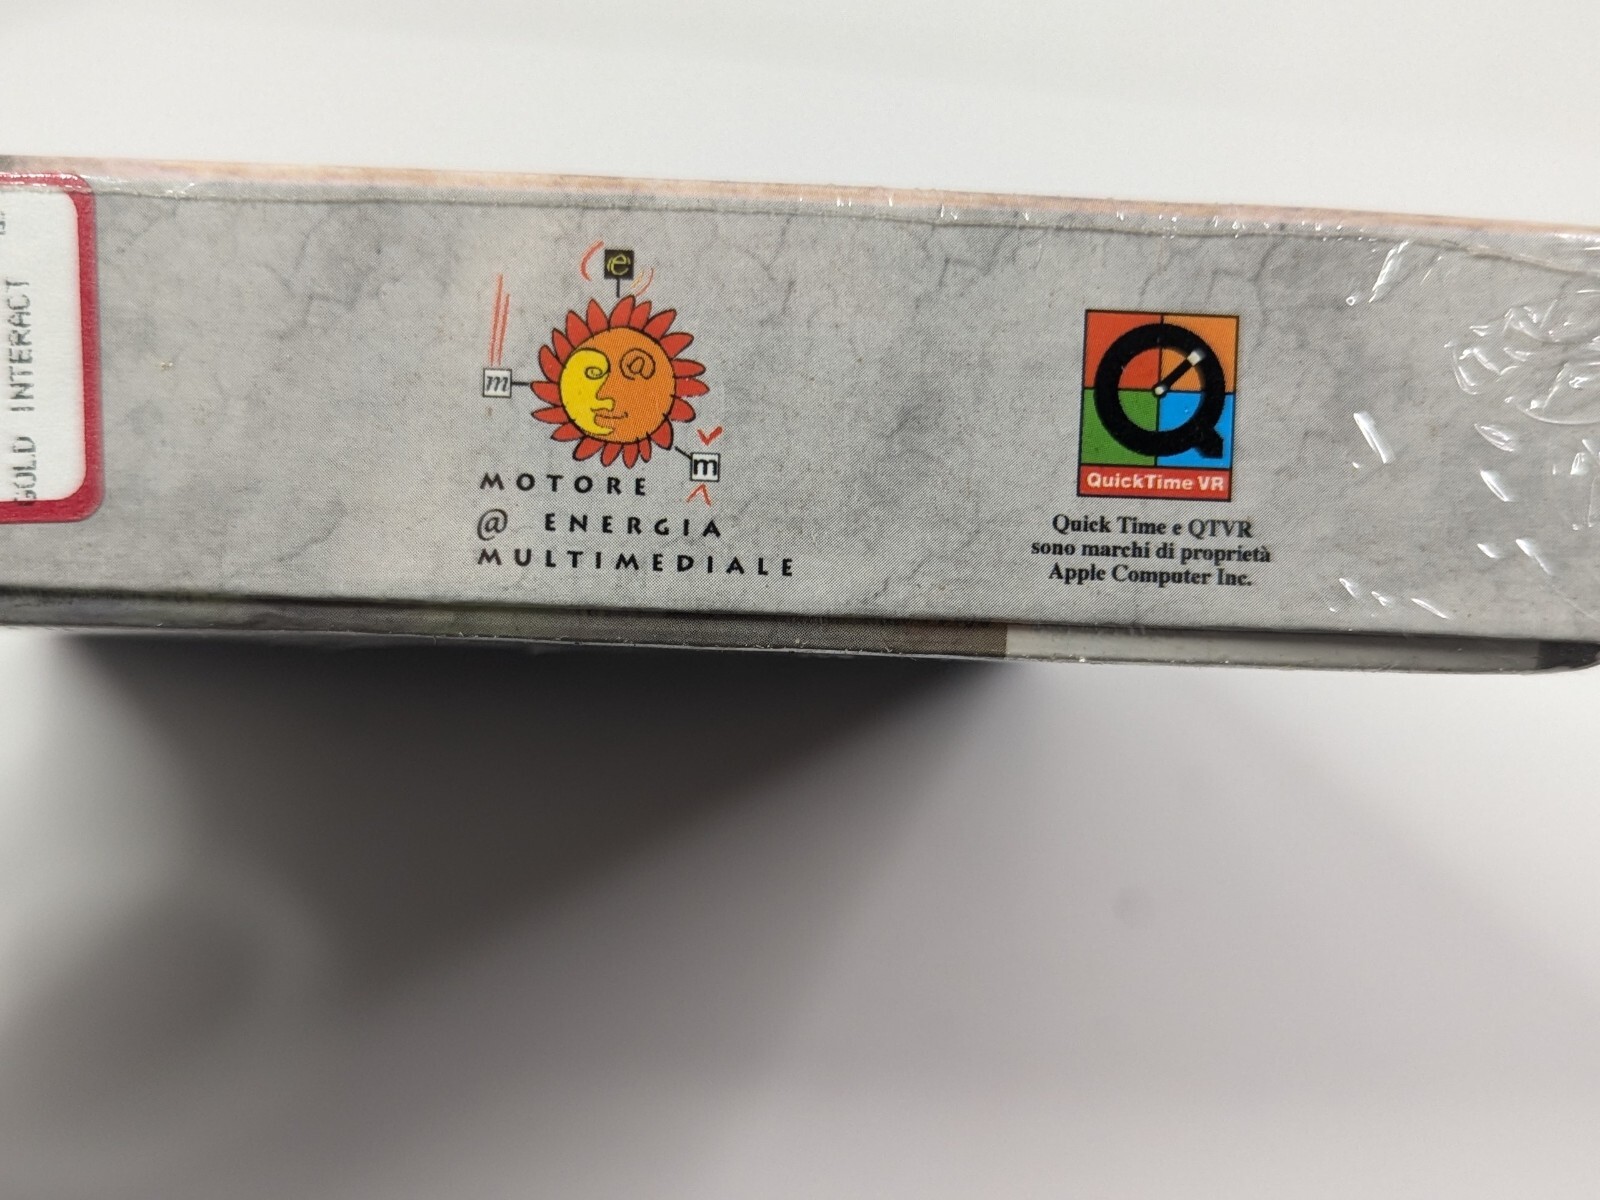 GOLD INTERACT
e
m
@
m
MOTORE
@ ENERGIA
MULTIMEDIALE
QuickTime VR
Quick Time e QTVR
sono marchi di proprietà
Apple Computer Inc.